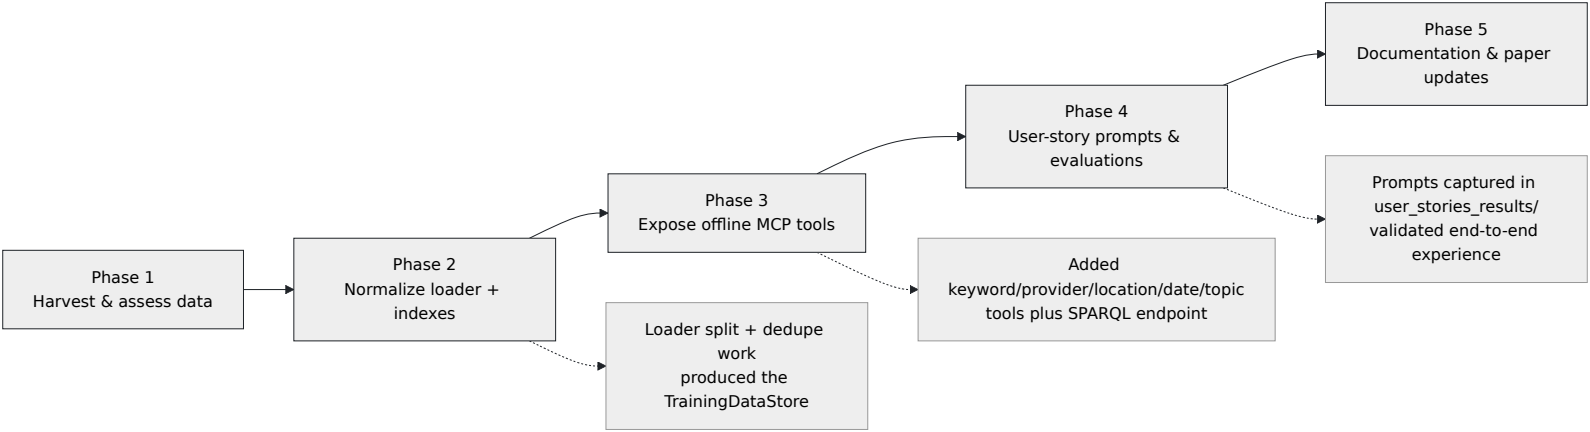 Phase 1
Harvest & assess data
Phase 2
Normalize loader +
indexes
Loader split + dedupe
work
produced the
TrainingDataStore
Phase 3
Expose offline MCP tools
Added
keyword/provider/location/date/topic
tools plus SPARQL endpoint
Phase 4
User-story prompts &
evaluations
Prompts captured in
user_stories_results/
validated end-to-end
experience
Phase 5
Documentation & paper
updates